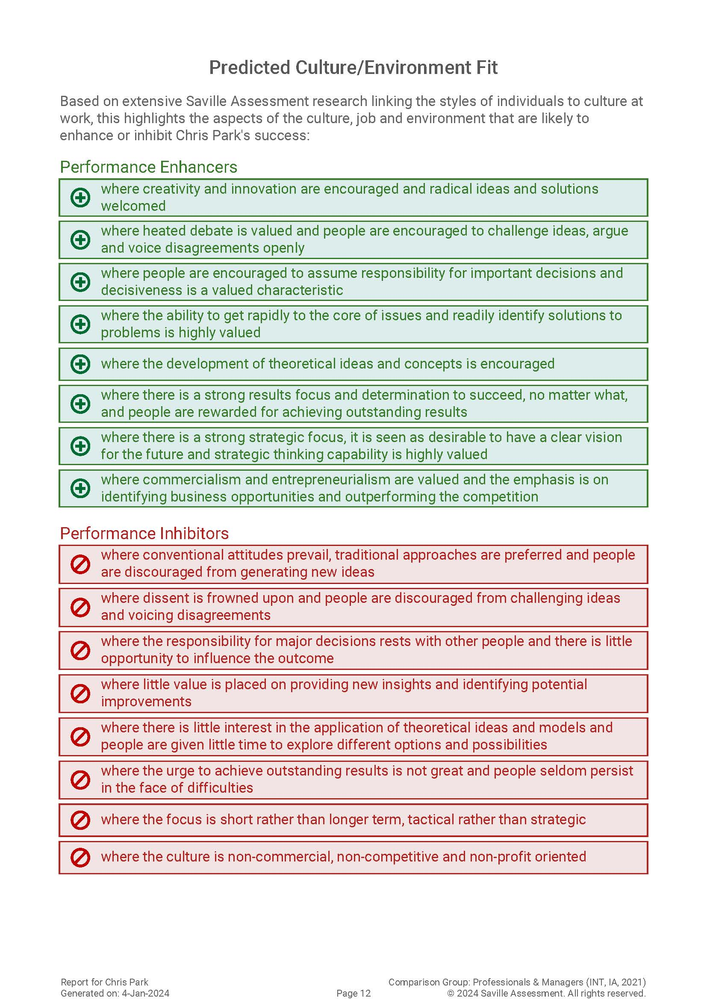 Predicted Culture/Environment Fit
Based on extensive Saville Assessment research linking the styles of individuals to culture at
work, this highlights the aspects of the culture, job and environment that are likely to
enhance or inhibit Chris Park's success:
Performance Enhancers
where creativity and innovation are encouraged and radical ideas and solutions
welcomed
where heated debate is valued and people are encouraged to challenge ideas, argue
and voice disagreements openly
where people are encouraged to assume responsibility for important decisions and
decisiveness is a valued characteristic
where the ability to get rapidly to the core of issues and readily identify solutions to
problems is highly valued
where the development of theoretical ideas and concepts is encouraged
where there is a strong results focus and determination to succeed, no matter what,
and people are rewarded for achieving outstanding results
where there is a strong strategic focus, it is seen as desirable to have a clear vision
for the future and strategic thinking capability is highly valued
where commercialism and entrepreneurialism are valued and the emphasis is on
identifying business opportunities and outperforming the competition
Performance Inhibitors
where conventional attitudes prevail, traditional approaches are preferred and people
are discouraged from generating new ideas
where dissent is frowned upon and people are discouraged from challenging ideas
and voicing disagreements
where the responsibility for major decisions rests with other people and there is little
opportunity to influence the outcome
where little value is placed on providing new insights and identifying potential
improvements
where there is little interest in the application of theoretical ideas and models and
people are given little time to explore different options and possibilities
where the urge to achieve outstanding results is not great and people seldom persist
in the face of difficulties
where the focus is short rather than longer term, tactical rather than strategic
where the culture is non-commercial, non-competitive and non-profit oriented
Report for Chris Park
Comparison Group: Professionals & Managers (INT, IA, 2021)
Generated on: 4-Jan-2024
Page 12
© 2024 Saville Assessment. All rights reserved.